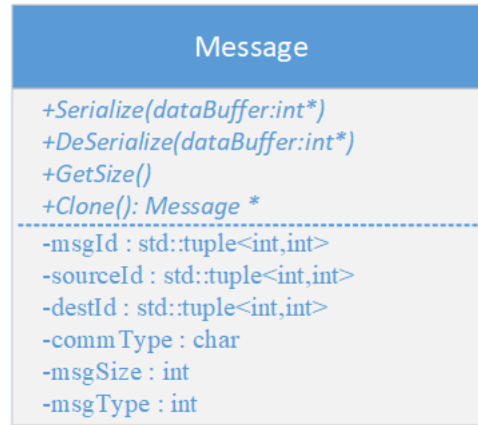 Message
+Serialize(dataBuffer:int*)
+DeSerialize(dataBuffer:int*)
+GetSize()
+Clone(): Message *
-msgId : std::tuple<int,int>
-sourceId : std::tuple<int,int>
-destId : std::tuple<int,int>
-commType : char
-msgSize : int
-msgType : int